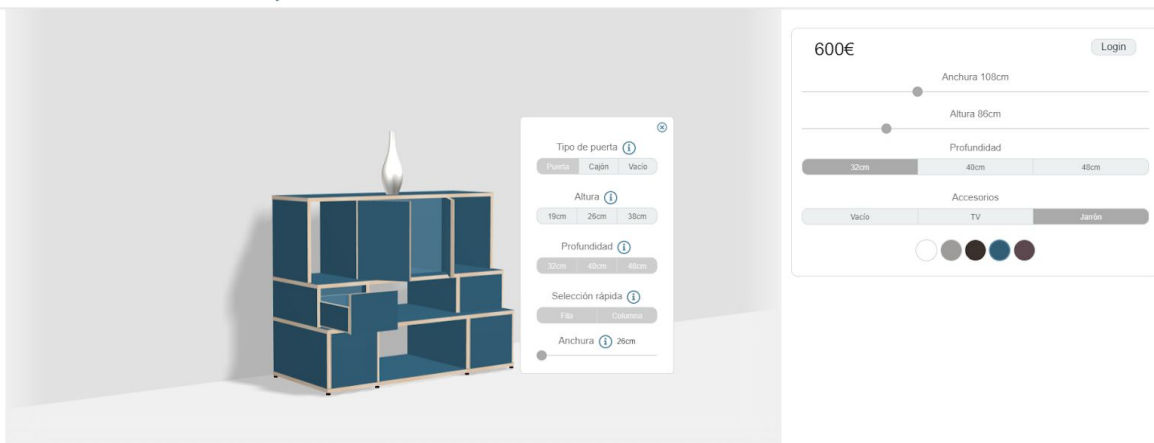 Tipo de puerta
Puerta Cajón Vacío
Altura
19cm 26cm 38cm
Profundidad
32cm 40cm 48cm
Selección rápida
Fila Columna
Anchura 26cm
600€ Login
Anchura 108cm
Altura 86cm
Profundidad
32cm 40cm 48cm
Accesorios
Vacío TV Jarrón